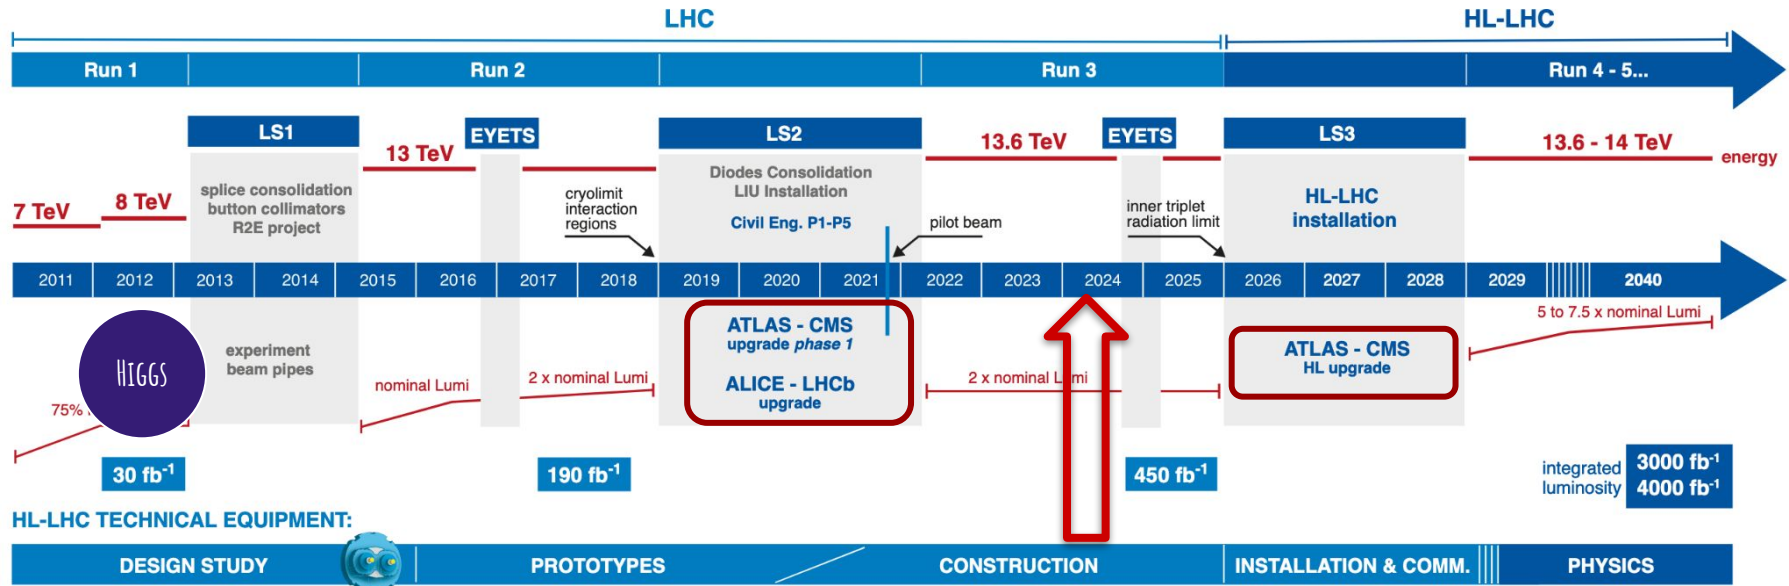 LHC
HL-LHC
Run 1
Run 2
Run 3
Run 4 - 5...
LS1
EYETS
LS2
EYETS
LS3
13 TeV
13.6 TeV
13.6 - 14 TeV
energy
7 TeV
8 TeV
splice consolidation
button collimators
R2E project
cryolimit
interaction
regions
Diodes Consolidation
LIU Installation
Civil Eng. P1-P5
pilot beam
inner triplet
radiation limit
HL-LHC
installation
2011
2012
2013
2014
2015
2016
2017
2018
2019
2020
2021
2022
2023
2024
2025
2026
2027
2028
2029
2040
5 to 7.5 x nominal Lumi
HIGGS
experiment
beam pipes
ATLAS - CMS
upgrade phase 1
ALICE - LHCb
upgrade
ATLAS - CMS
HL upgrade
nominal Lumi
2 x nominal Lumi
2 x nominal Lumi
75%
30 fb⁻¹
190 fb⁻¹
450 fb⁻¹
integrated
luminosity
3000 fb⁻¹
4000 fb⁻¹
HL-LHC TECHNICAL EQUIPMENT:
DESIGN STUDY
PROTOTYPES
CONSTRUCTION
INSTALLATION & COMM.
PHYSICS